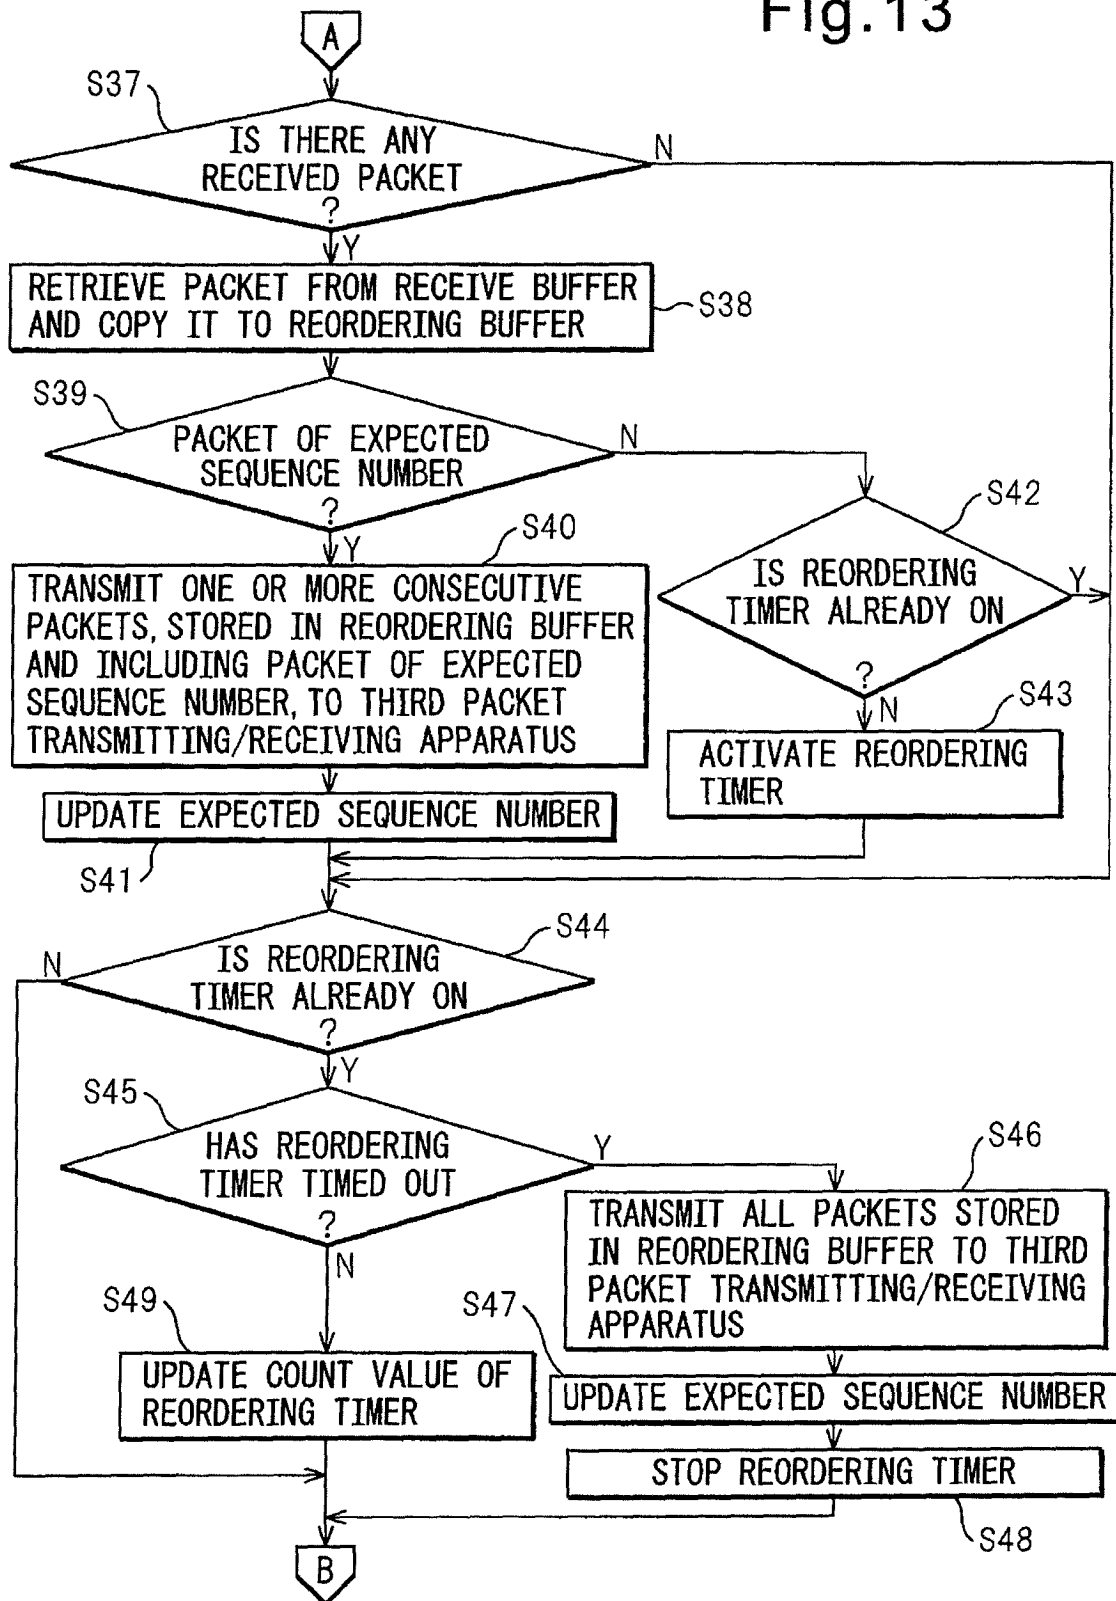 Fig.13
A
S37
IS THERE ANY
RECEIVED PACKET
?
N
Y
RETRIEVE PACKET FROM RECEIVE BUFFER
AND COPY IT TO REORDERING BUFFER
S38
S39
PACKET OF EXPECTED
SEQUENCE NUMBER
?
N
Y
S40
TRANSMIT ONE OR MORE CONSECUTIVE
PACKETS, STORED IN REORDERING BUFFER
AND INCLUDING PACKET OF EXPECTED
SEQUENCE NUMBER, TO THIRD PACKET
TRANSMITTING/RECEIVING APPARATUS
S42
IS REORDERING
TIMER ALREADY ON
?
Y
N
S43
ACTIVATE REORDERING
TIMER
UPDATE EXPECTED SEQUENCE NUMBER
S41
S44
IS REORDERING
TIMER ALREADY ON
?
N
Y
S45
HAS REORDERING
TIMER TIMED OUT
?
Y
N
S46
TRANSMIT ALL PACKETS STORED
IN REORDERING BUFFER TO THIRD
PACKET TRANSMITTING/RECEIVING
APPARATUS
S49
UPDATE COUNT VALUE OF
REORDERING TIMER
S47
UPDATE EXPECTED SEQUENCE NUMBER
STOP REORDERING TIMER
S48
B